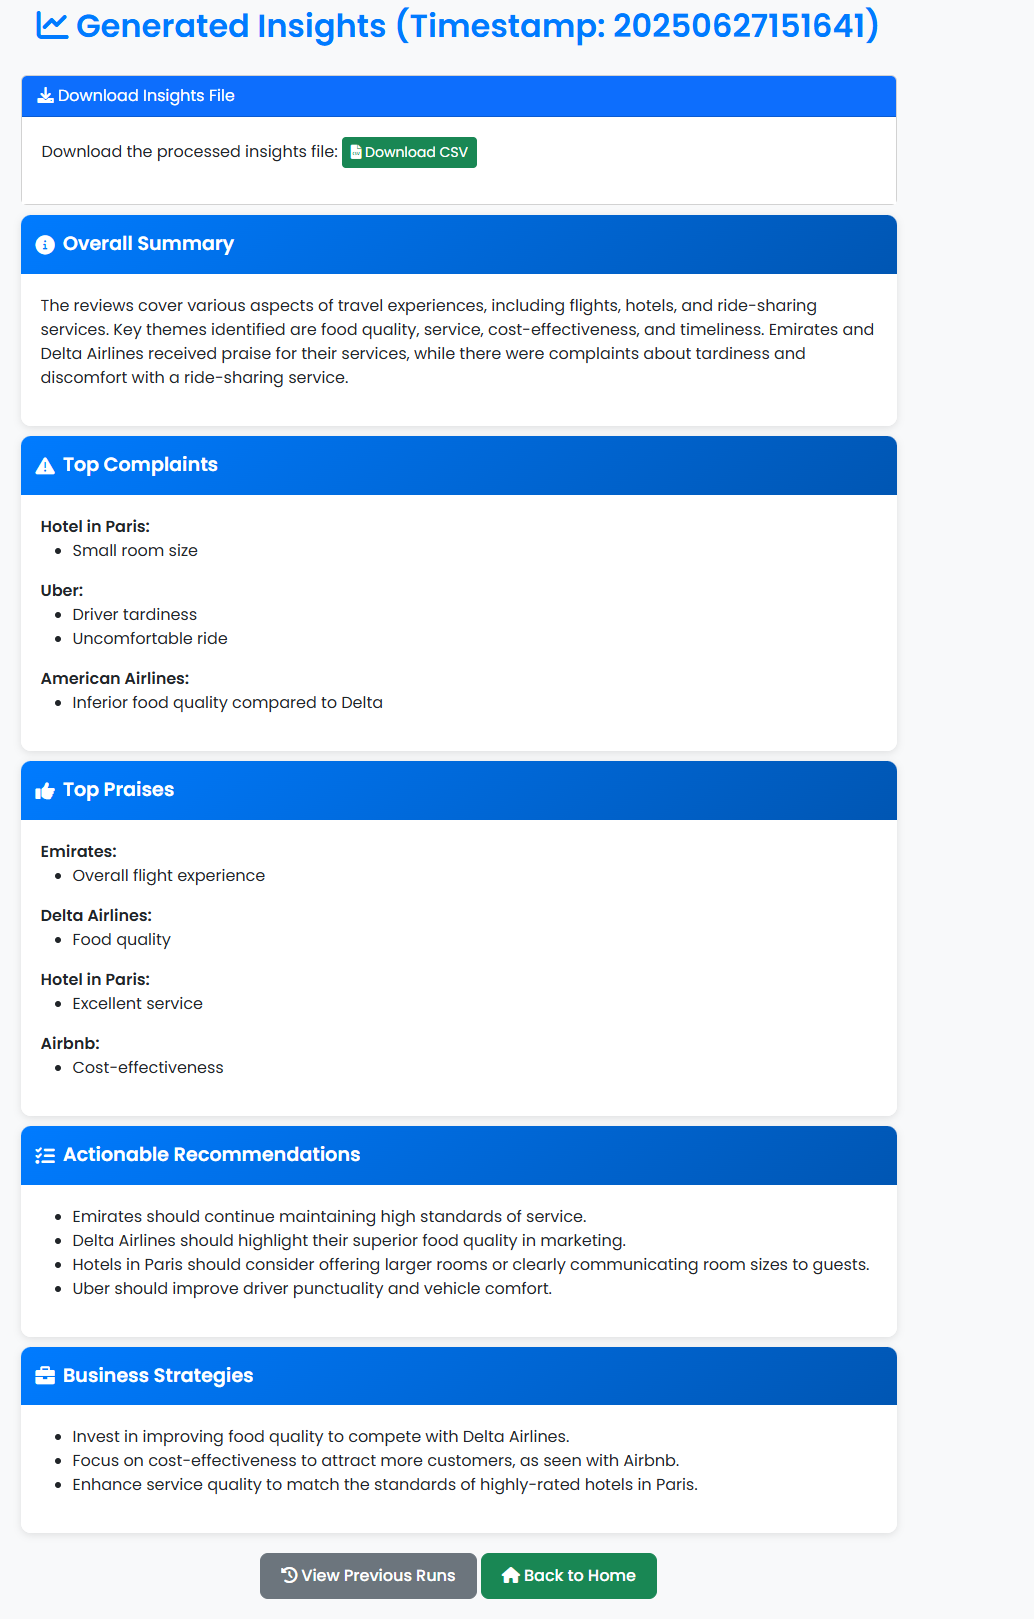 Generated Insights (Timestamp: 20250627151641)
Download Insights File
Download the processed insights file: Download CSV
Overall Summary
The reviews cover various aspects of travel experiences, including flights, hotels, and ride-sharing
services. Key themes identified are food quality, service, cost-effectiveness, and timeliness. Emirates and
Delta Airlines received praise for their services, while there were complaints about tardiness and
discomfort with a ride-sharing service.
Top Complaints
Hotel in Paris:
• Small room size
Uber:
• Driver tardiness
• Uncomfortable ride
American Airlines:
• Inferior food quality compared to Delta
Top Praises
Emirates:
• Overall flight experience
Delta Airlines:
• Food quality
Hotel in Paris:
• Excellent service
Airbnb:
• Cost-effectiveness
Actionable Recommendations
• Emirates should continue maintaining high standards of service.
• Delta Airlines should highlight their superior food quality in marketing.
• Hotels in Paris should consider offering larger rooms or clearly communicating room sizes to guests.
• Uber should improve driver punctuality and vehicle comfort.
Business Strategies
• Invest in improving food quality to compete with Delta Airlines.
• Focus on cost-effectiveness to attract more customers, as seen with Airbnb.
• Enhance service quality to match the standards of highly-rated hotels in Paris.
View Previous Runs Back to Home